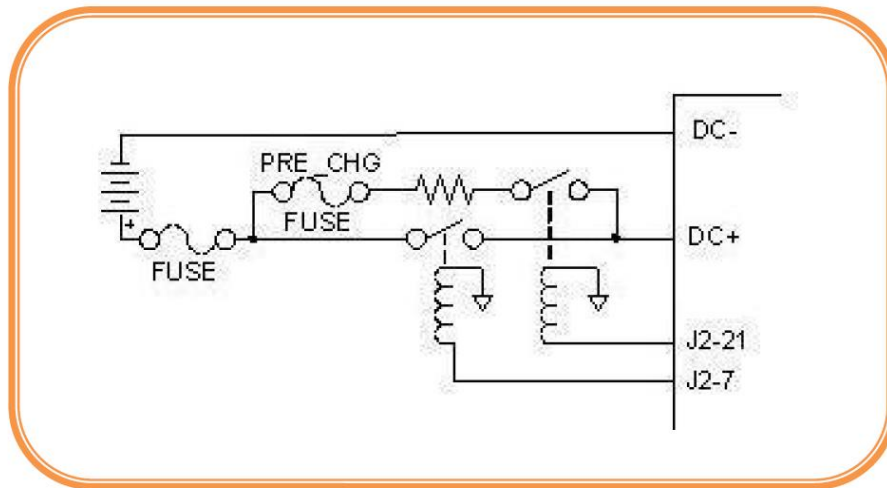 DC-
PRE_CHG
FUSE
DC+
FUSE
+
J2-21
J2-7